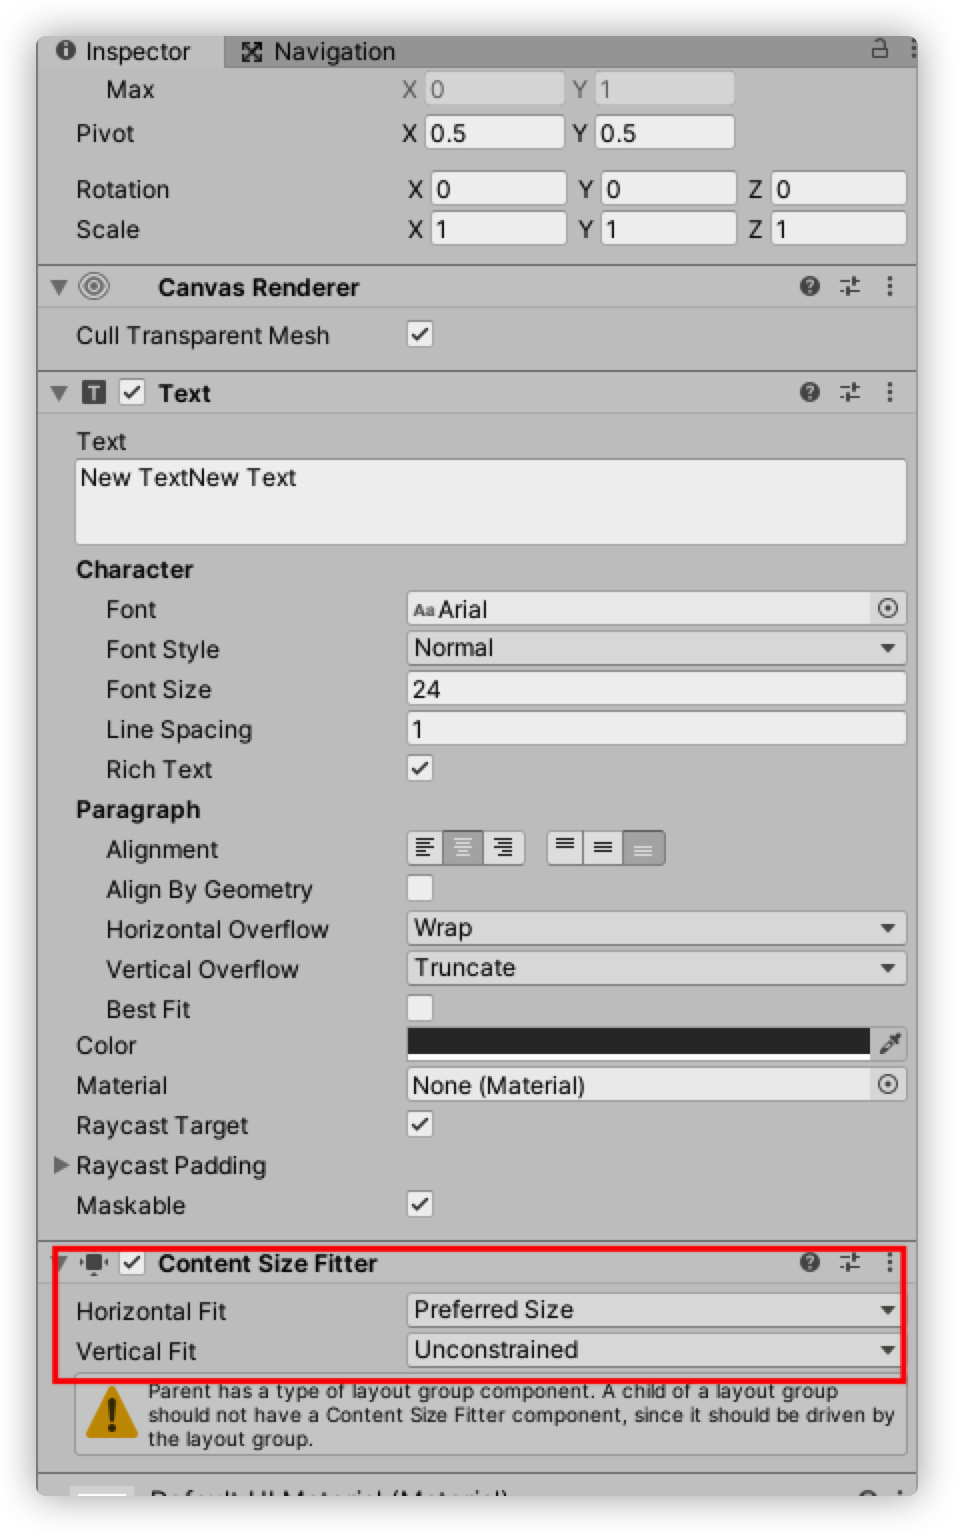 Inspector Navigation
Max X 0 Y 1
Pivot X 0.5 Y 0.5
Rotation X 0 Y 0 Z 0
Scale X 1 Y 1 Z 1
Canvas Renderer
Cull Transparent Mesh
T Text
Text
New TextNew Text
Character
Font Aa Arial
Font Style Normal
Font Size 24
Line Spacing 1
Rich Text
Paragraph
Alignment
Align By Geometry
Horizontal Overflow Wrap
Vertical Overflow Truncate
Best Fit
Color
Material None (Material)
Raycast Target
Raycast Padding
Maskable
Content Size Fitter
Horizontal Fit Preferred Size
Vertical Fit Unconstrained
Parent has a type of layout group component. A child of a layout group
should not have a Content Size Fitter component, since it should be driven by
the layout group.
Default UI Material (Material)